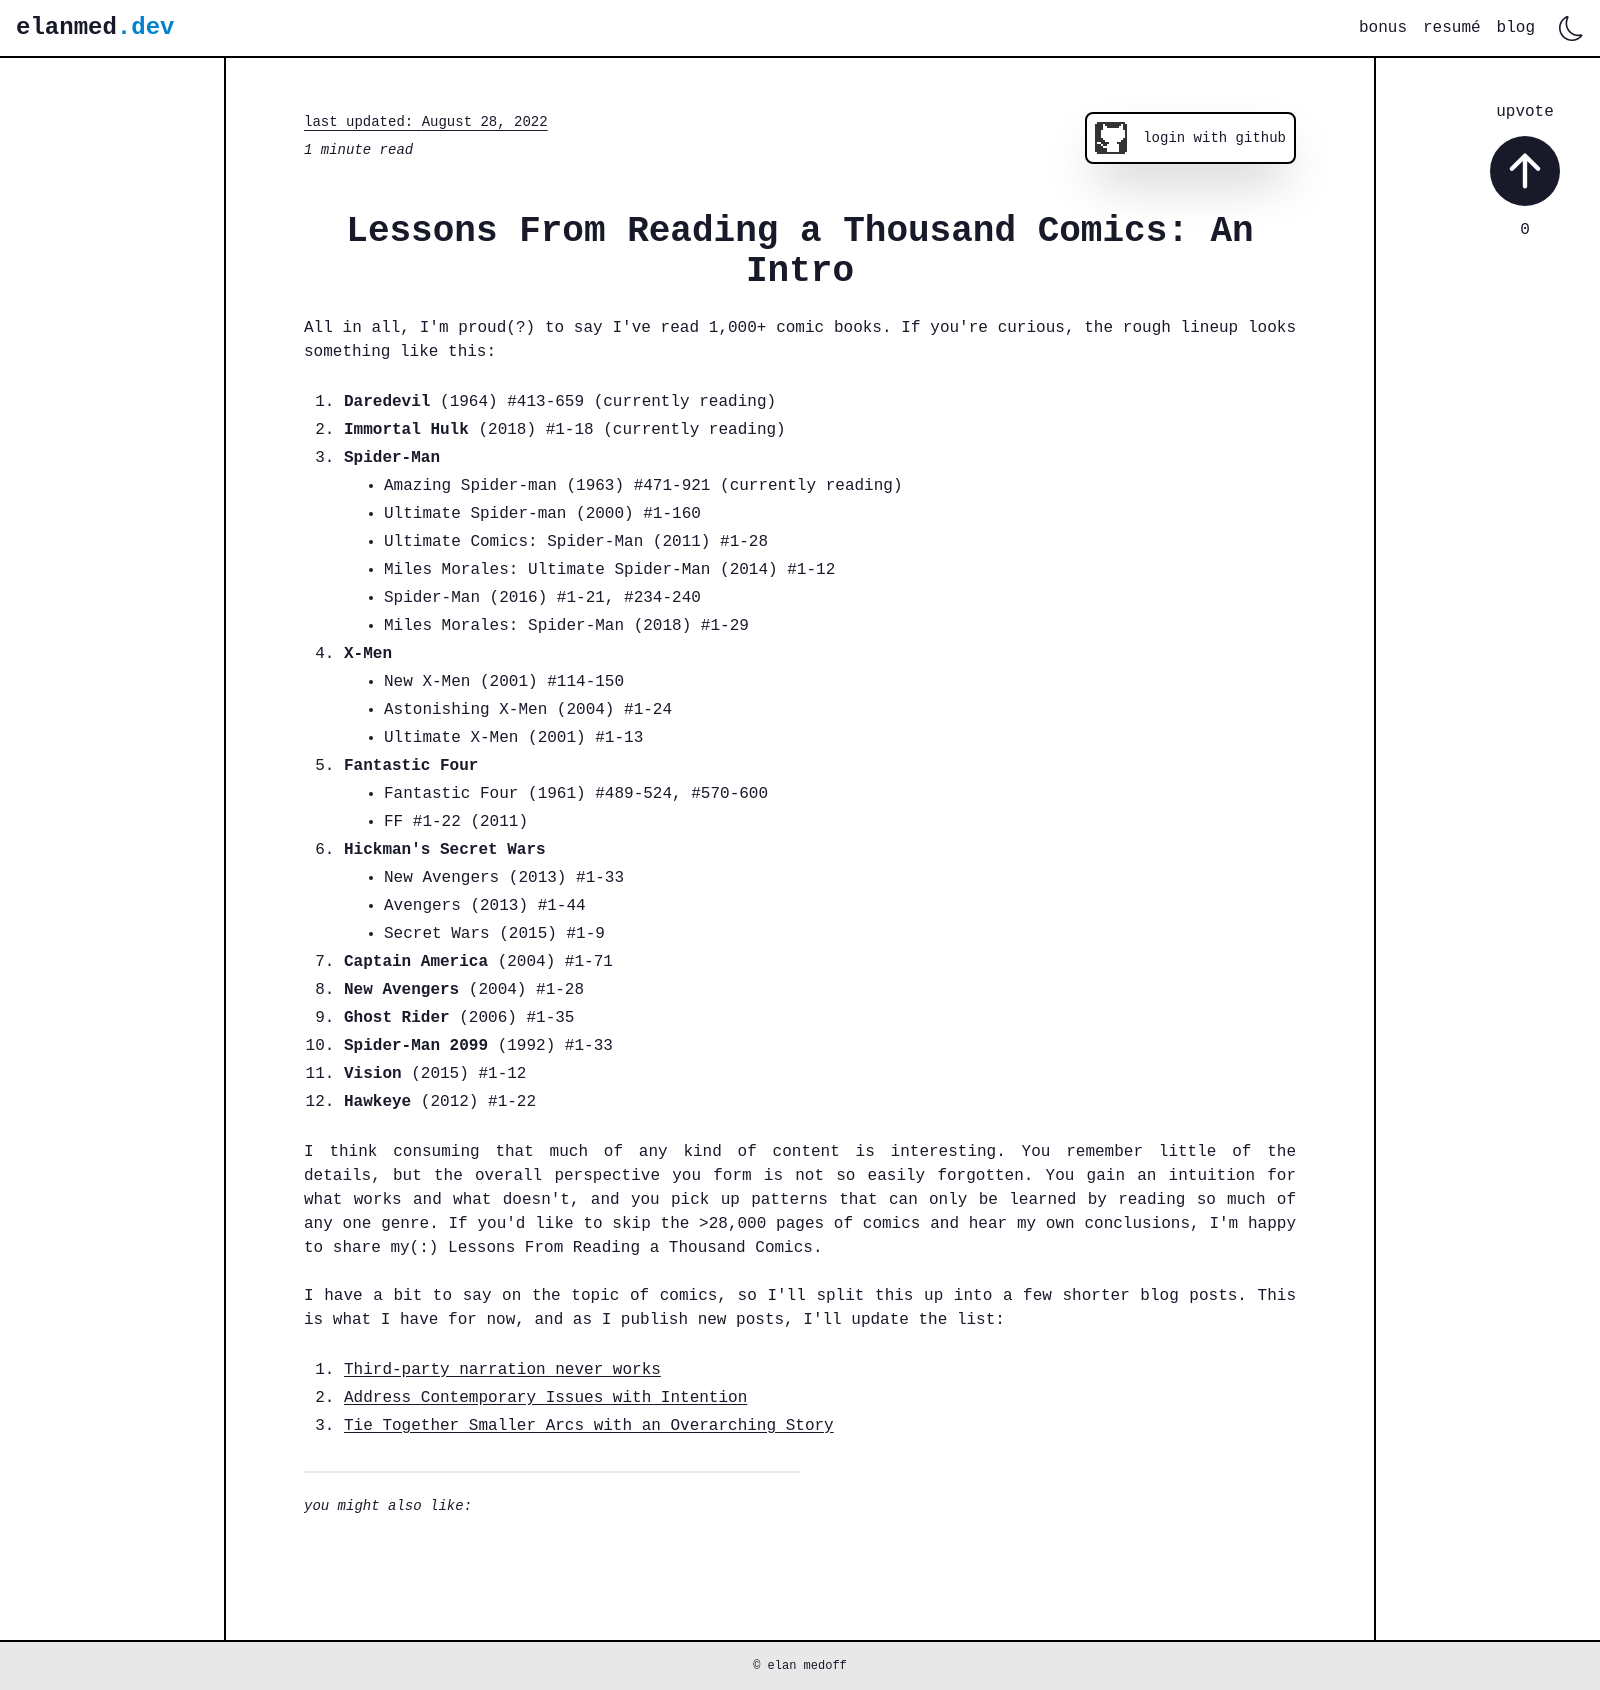 elanmed.dev
bonus resumé blog
upvote
0
last updated: August 28, 2022
1 minute read
login with github
Lessons From Reading a Thousand Comics: An
Intro
All in all, I'm proud(?) to say I've read 1,000+ comic books. If you're curious, the rough lineup looks
something like this:
1. Daredevil (1964) #413-659 (currently reading)
2. Immortal Hulk (2018) #1-18 (currently reading)
3. Spider-Man
• Amazing Spider-man (1963) #471-921 (currently reading)
• Ultimate Spider-man (2000) #1-160
• Ultimate Comics: Spider-Man (2011) #1-28
• Miles Morales: Ultimate Spider-Man (2014) #1-12
• Spider-Man (2016) #1-21, #234-240
• Miles Morales: Spider-Man (2018) #1-29
4. X-Men
• New X-Men (2001) #114-150
• Astonishing X-Men (2004) #1-24
• Ultimate X-Men (2001) #1-13
5. Fantastic Four
• Fantastic Four (1961) #489-524, #570-600
• FF #1-22 (2011)
6. Hickman's Secret Wars
• New Avengers (2013) #1-33
• Avengers (2013) #1-44
• Secret Wars (2015) #1-9
7. Captain America (2004) #1-71
8. New Avengers (2004) #1-28
9. Ghost Rider (2006) #1-35
10. Spider-Man 2099 (1992) #1-33
11. Vision (2015) #1-12
12. Hawkeye (2012) #1-22
I think consuming that much of any kind of content is interesting. You remember little of the
details, but the overall perspective you form is not so easily forgotten. You gain an intuition for
what works and what doesn't, and you pick up patterns that can only be learned by reading so much of
any one genre. If you'd like to skip the >28,000 pages of comics and hear my own conclusions, I'm happy
to share my(:) Lessons From Reading a Thousand Comics.
I have a bit to say on the topic of comics, so I'll split this up into a few shorter blog posts. This
is what I have for now, and as I publish new posts, I'll update the list:
1. Third-party narration never works
2. Address Contemporary Issues with Intention
3. Tie Together Smaller Arcs with an Overarching Story
you might also like:
© elan medoff